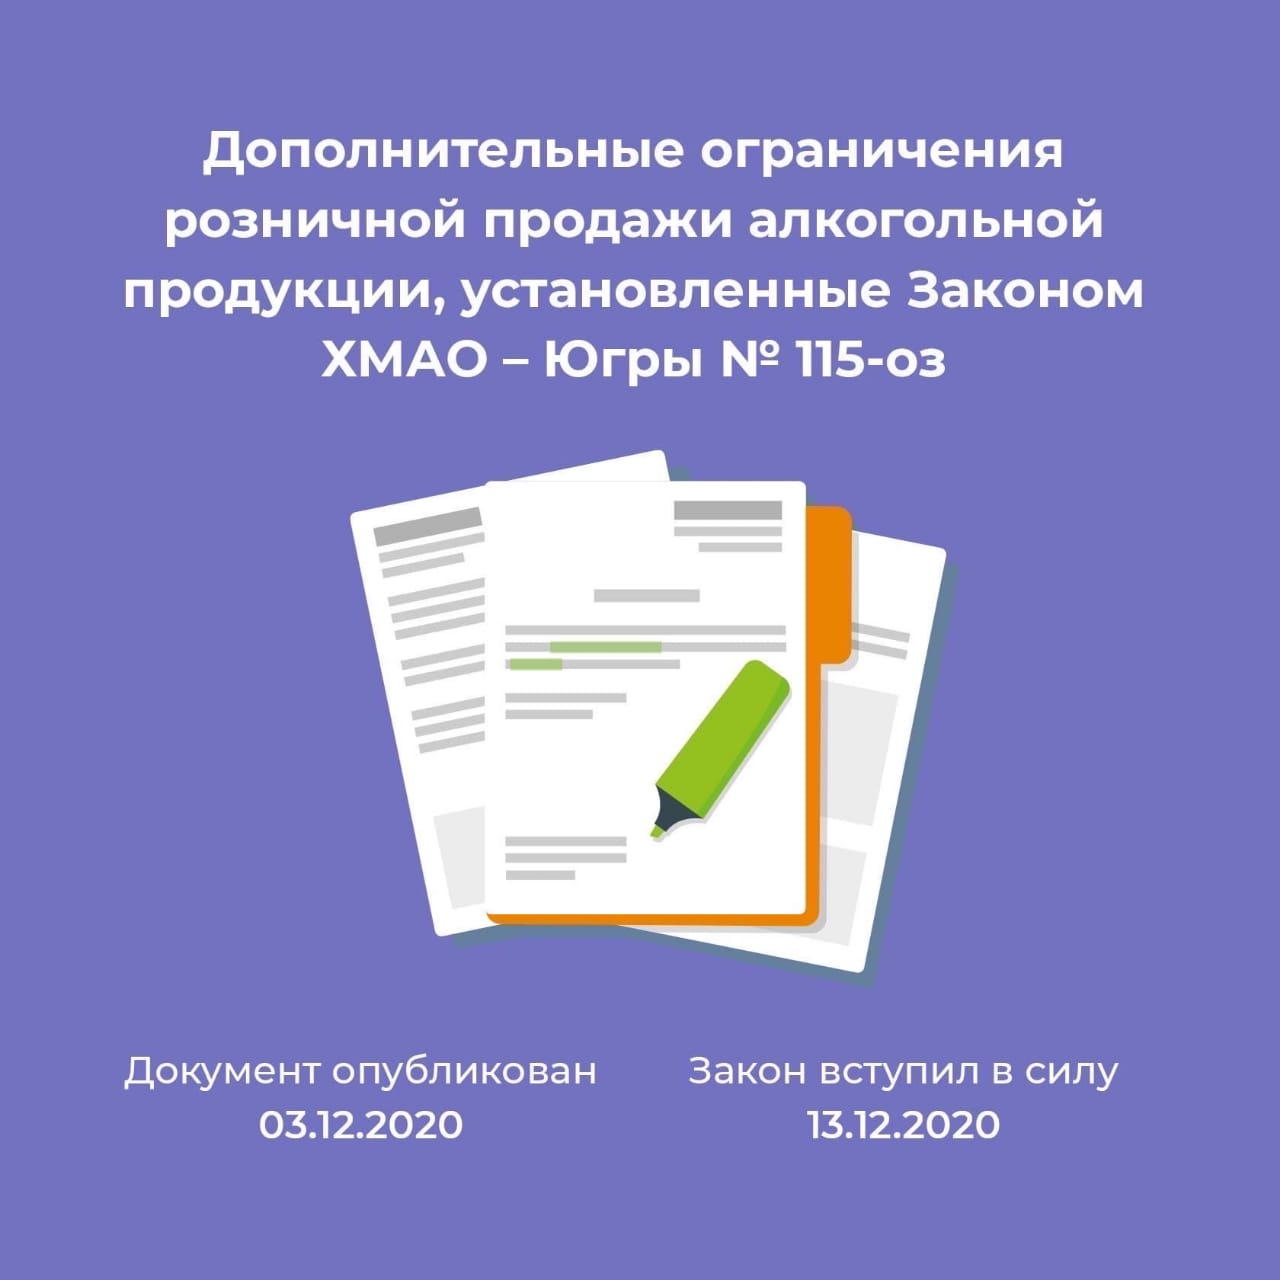 Дополнительные ограничения
розничной продажи алкогольной
продукции, установленные Законом
ХМАО – Югры № 115-оз
Документ опубликован
03.12.2020
Закон вступил в силу
13.12.2020